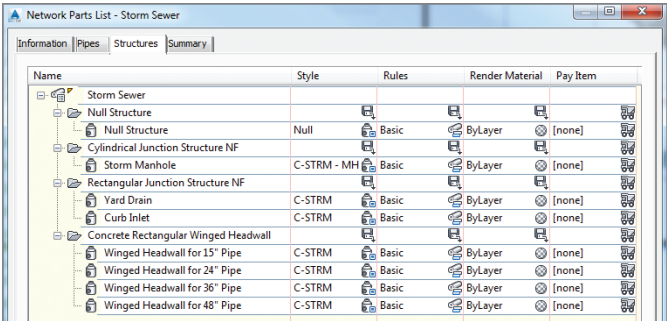 Network Parts List - Storm Sewer
Information Pipes Structures Summary
Name Style Rules Render Material Pay Item
Storm Sewer
Null Structure
Null Structure Null Basic ByLayer [none]
Cylindrical Junction Structure NF
Storm Manhole C-STRM - MH Basic ByLayer [none]
Rectangular Junction Structure NF
Yard Drain C-STRM Basic ByLayer [none]
Curb Inlet C-STRM Basic ByLayer [none]
Concrete Rectangular Winged Headwall
Winged Headwall for 15" Pipe C-STRM Basic ByLayer [none]
Winged Headwall for 24" Pipe C-STRM Basic ByLayer [none]
Winged Headwall for 36" Pipe C-STRM Basic ByLayer [none]
Winged Headwall for 48" Pipe C-STRM Basic ByLayer [none]